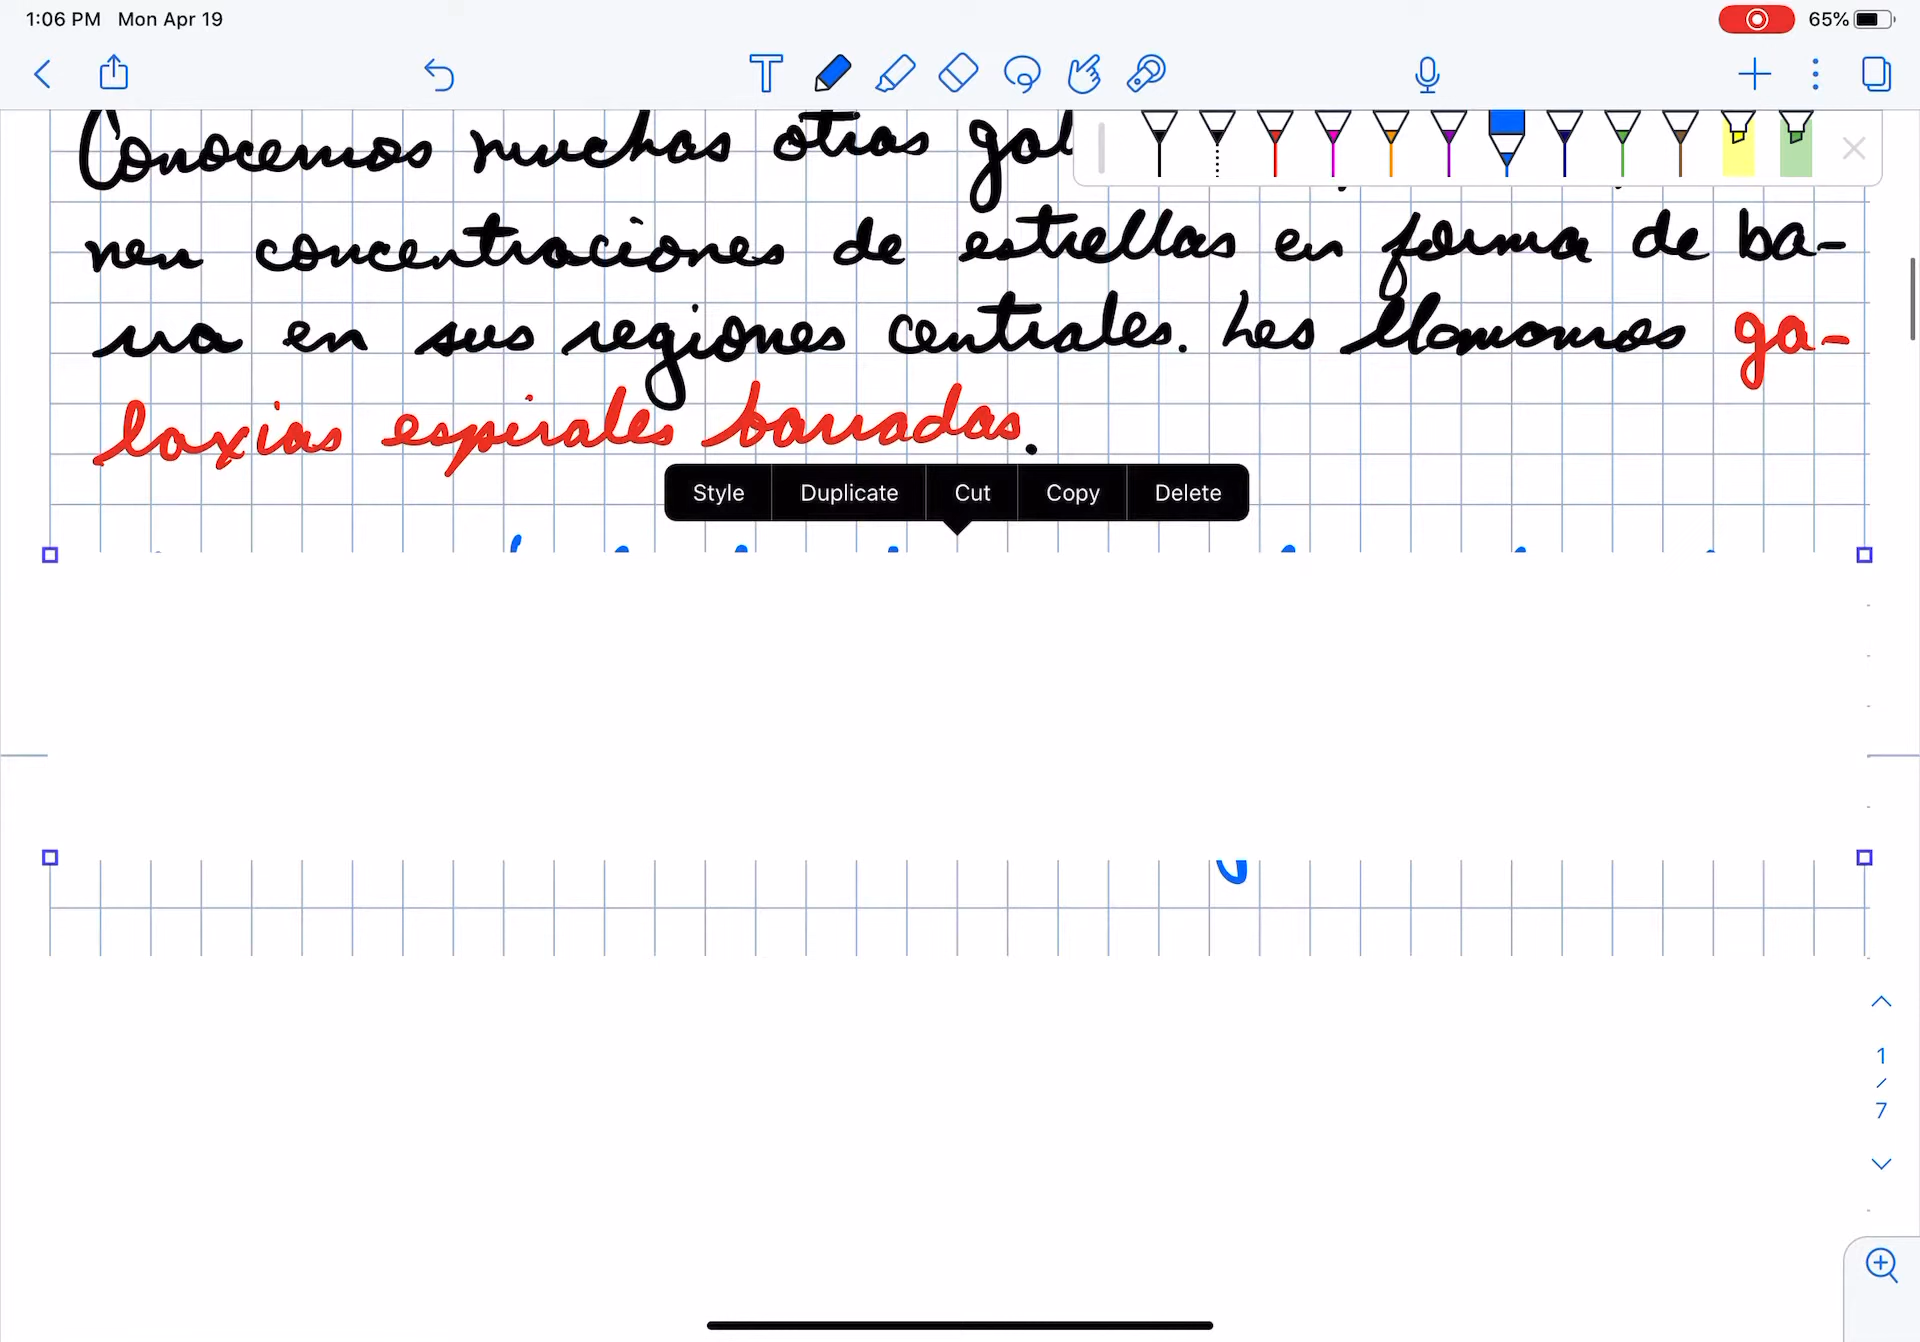 1:06 PM Mon Apr 19
65%
Conocemos muchas otras gal
nen concentraciones de estrellas en forma de ba-
rra en sus regiones centrales. Les llamamos ga-
laxias espirales barradas.
Style Duplicate Cut Copy Delete
1
/
7